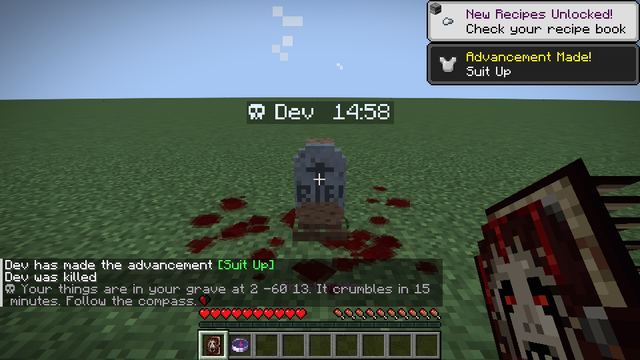 New Recipes Unlocked!
Check your recipe book
Advancement Made!
Suit Up
Dev 14:58
Dev has made the advancement [Suit Up]
Dev was killed
Your things are in your grave at 2 -60 13. It crumbles in 15
minutes. Follow the compass.